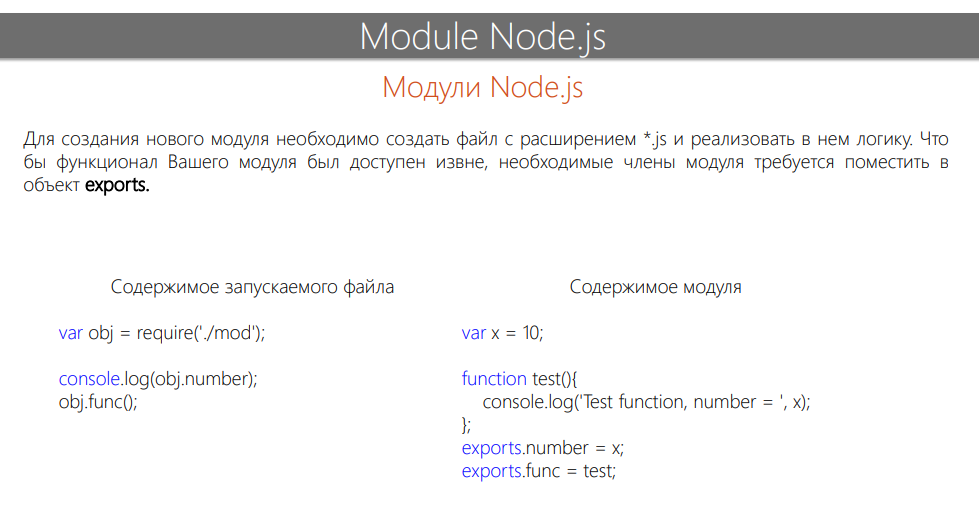 Module Node.js
Модули Node.js
Для создания нового модуля необходимо создать файл с расширением *.js и реализовать в нем логику. Что
бы функционал Вашего модуля был доступен извне, необходимые члены модуля требуется поместить в
объект exports.
Содержимое запускаемого файла
var obj = require('./mod');
console.log(obj.number);
obj.func();
Содержимое модуля
var x = 10;
function test(){
console.log('Test function, number = ', x);
};
exports.number = x;
exports.func = test;